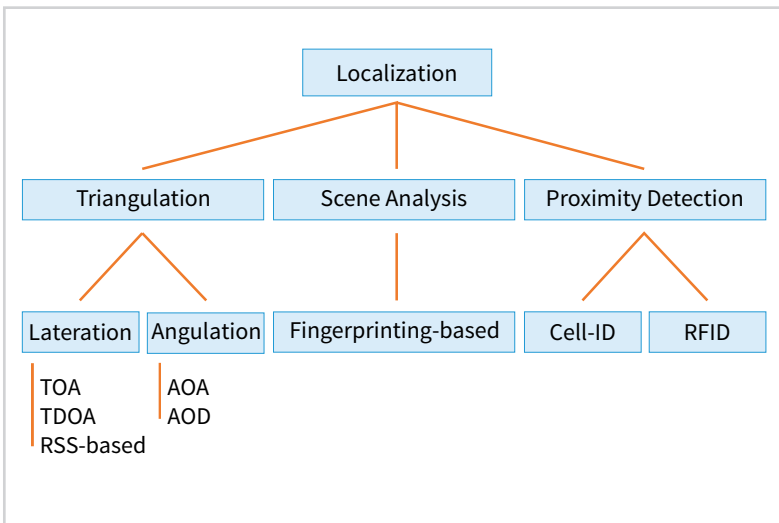 Localization
Triangulation
Scene Analysis
Proximity Detection
Lateration
Angulation
Fingerprinting-based
Cell-ID
RFID
TOA
TDOA
RSS-based
AOA
AOD